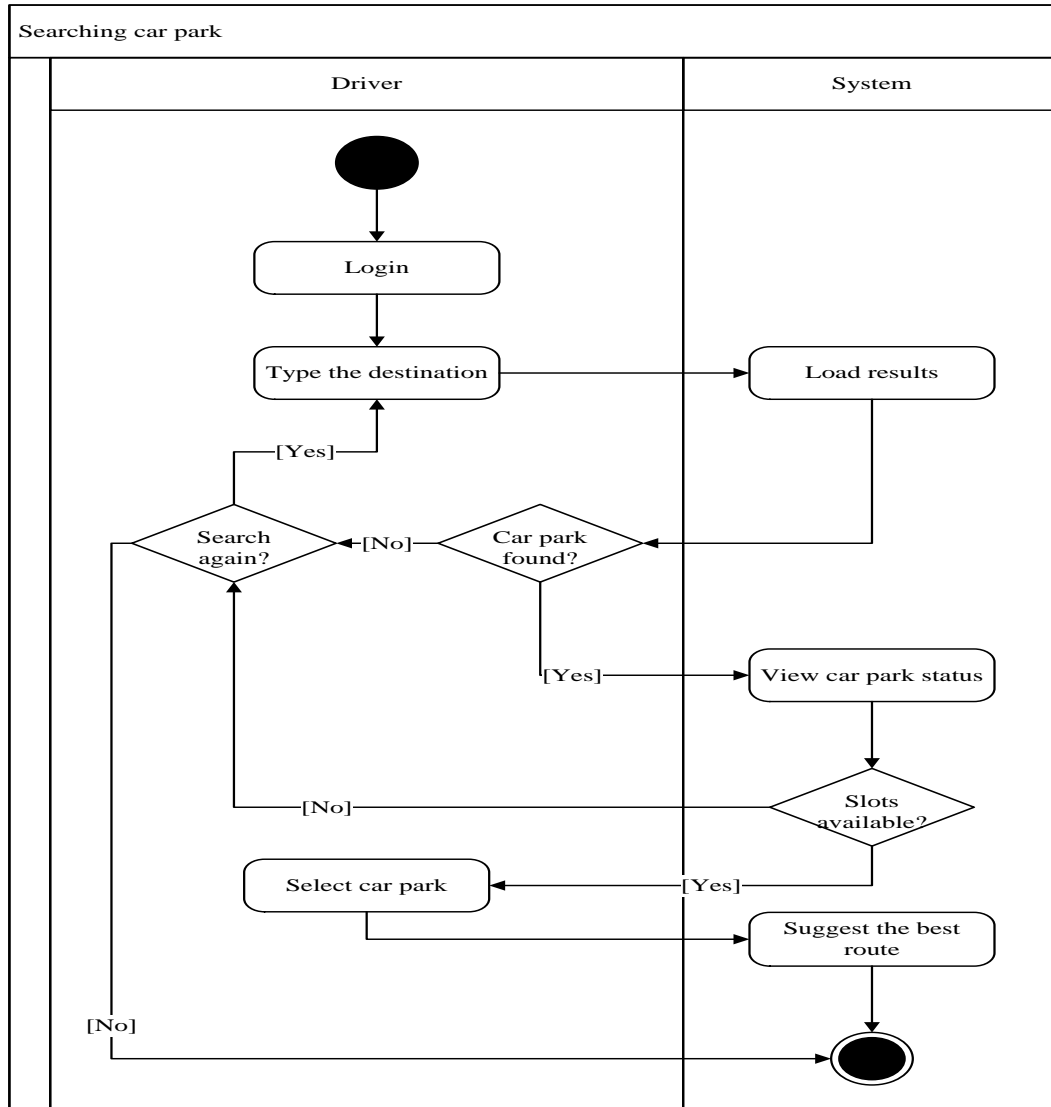 Searching car park
Driver
System
Login
Type the destination
Load results
[Yes]
Search
again?
[No]
Car park
found?
[Yes]
View car park status
[No]
Slots
available?
Select car park
[Yes]
Suggest the best
route
[No]